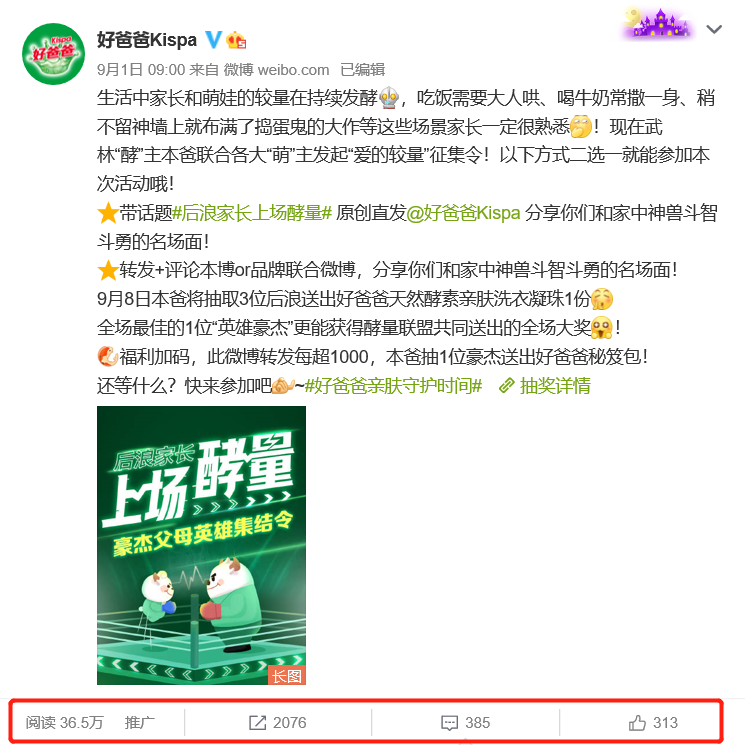 Kispa
好爸爸
好爸爸Kispa
9月1日 09:00 来自 微博 weibo.com 已编辑
生活中家长和萌娃的较量在持续发酵，吃饭需要大人哄、喝牛奶常撒一身、稍
不留神墙上就布满了捣蛋鬼的大作等这些场景家长一定很熟悉！现在武
林“酵”主本爸联合各大“萌”主发起“爱的较量”征集令！以下方式二选一就能参加本
次活动哦！
带话题#后浪家长上场酵量# 原创直发@好爸爸Kispa 分享你们和家中神兽斗智
斗勇的名场面！
转发+评论本博or品牌联合微博，分享你们和家中神兽斗智斗勇的名场面！
9月8日本爸将抽取3位后浪送出好爸爸天然酵素亲肤洗衣凝珠1份
全场最佳的1位“英雄豪杰”更能获得酵量联盟共同送出的全场大奖！
福利加码，此微博转发每超1000，本爸抽1位豪杰送出好爸爸秘笈包！
还等什么？快来参加吧~#好爸爸亲肤守护时间# 抽奖详情
后浪家长
上场酵量
豪杰父母英雄集结令
长图
阅读 36.5万 推广 2076 385 313